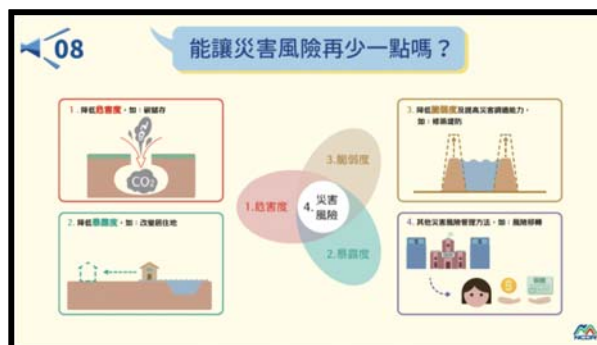 08
能讓災害風險再少一點嗎？
1. 降低危害度，如：碳儲存
CO₂
2. 降低暴露度，如：改變居住地
3.脆弱度
1.危害度
4.
災害
風險
2.暴露度
3. 降低脆弱度及提高災害調適能力，
如：修築堤防
4. 其他災害風險管理方法，如：風險移轉
$
NCDR